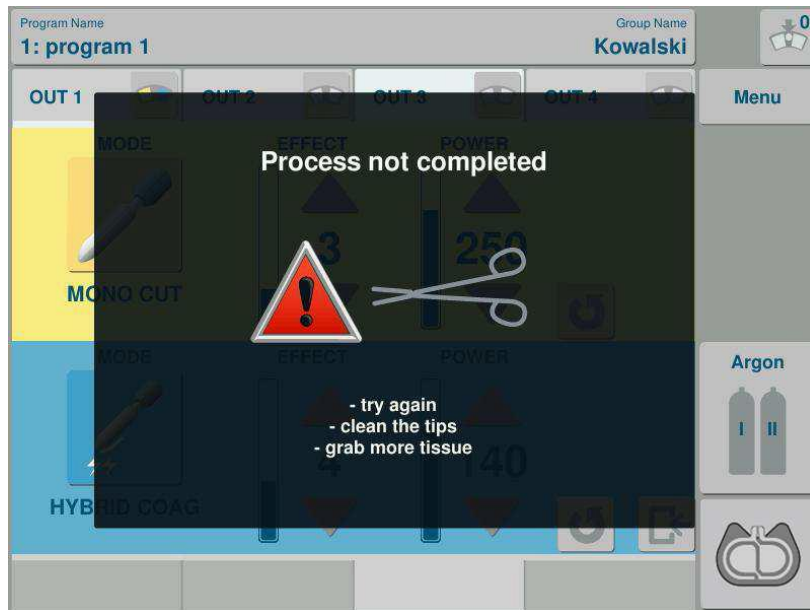 Program Name
1: program 1
Group Name
Kowalski
0
OUT 1
OUT 2
OUT 3
OUT 4
Menu
MODE
EFFECT
POWER
Process not completed
3
250
MONO CUT
MODE
EFFECT
POWER
Argon
I II
- try again
- clean the tips
- grab more tissue
4
140
HYBRID COAG